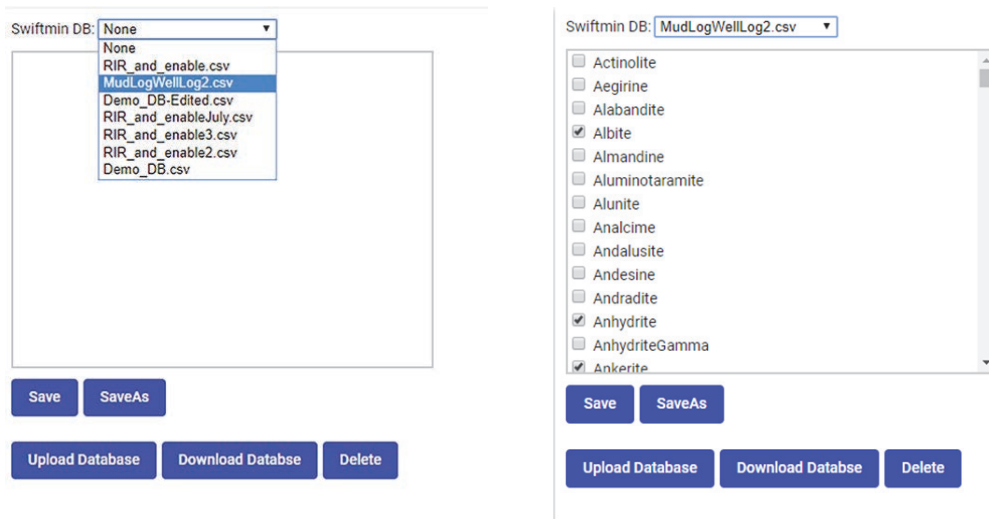 Swiftmin DB: None
None
RIR_and_enable.csv
MudLogWellLog2.csv
Demo_DB-Edited.csv
RIR_and_enableJuly.csv
RIR_and_enable3.csv
RIR_and_enable2.csv
Demo_DB.csv
Save SaveAs
Upload Database Download Databse Delete
Swiftmin DB: MudLogWellLog2.csv
Actinolite
Aegirine
Alabandite
Albite
Almandine
Aluminotaramite
Alunite
Analcime
Andalusite
Andesine
Andradite
Anhydrite
AnhydriteGamma
Ankerite
Save SaveAs
Upload Database Download Databse Delete